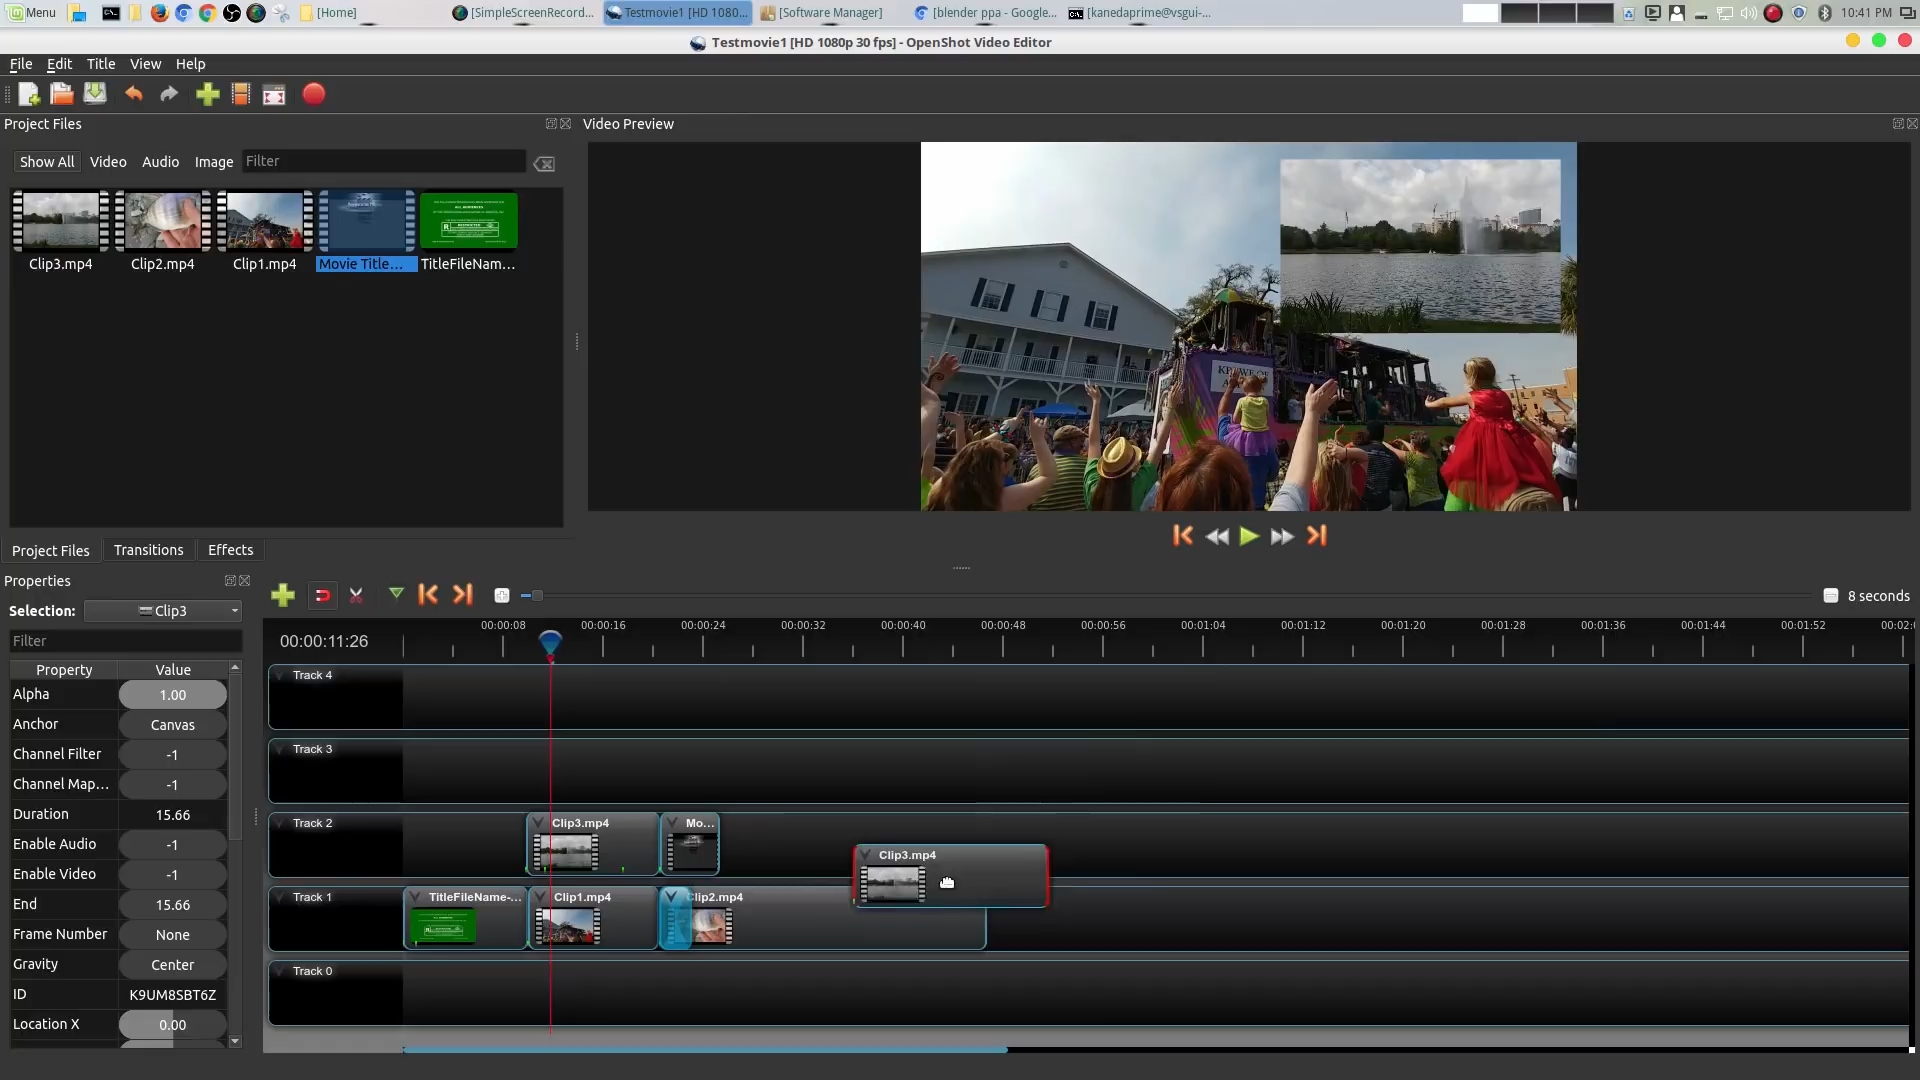 Menu
[Home]
[SimpleScreenRecord...
Testmovie1 [HD 1080...
[Software Manager]
[blender ppa - Google...
[kanedaprime@vsgui-...
10:41 PM
Testmovie1 [HD 1080p 30 fps] - OpenShot Video Editor
File Edit Title View Help
Project Files
Video Preview
Show All Video Audio Image Filter
Clip3.mp4 Clip2.mp4 Clip1.mp4 Movie Title... TitleFileNam...
Project Files Transitions Effects
Properties
Selection: Clip3
8 seconds
Filter
00:00:11:26
00:00:08 00:00:16 00:00:24 00:00:32 00:00:40 00:00:48 00:00:56 00:01:04 00:01:12 00:01:20 00:01:28 00:01:36 00:01:44 00:01:52 00:02:
Property Value
Alpha 1.00
Anchor Canvas
Channel Filter -1
Channel Map... -1
Duration 15.66
Enable Audio -1
Enable Video -1
End 15.66
Frame Number None
Gravity Center
ID K9UM8SBT6Z
Location X 0.00
Track 4
Track 3
Track 2
Clip3.mp4
Mo...
Clip3.mp4
Track 1
TitleFileName-...
Clip1.mp4
Clip2.mp4
Track 0